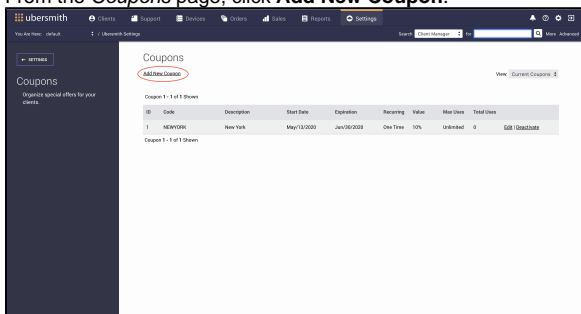 From the Coupons page, click Add New Coupon.
ubersmith Clients Support Devices Orders Sales Reports Settings
You Are Here: default / Ubersmith Settings Search Client Manager for More Advanced
← SETTINGS
Coupons
Organize special offers for your
clients.
Coupons
Add New Coupon
View: Current Coupons
Coupon 1 - 1 of 1 Shown
ID Code Description Start Date Expiration Recurring Value Max Uses Total Uses
1 NEWYORK New York May/13/2020 Jun/30/2020 One Time 10% Unlimited 0 Edit | Deactivate
Coupon 1 - 1 of 1 Shown